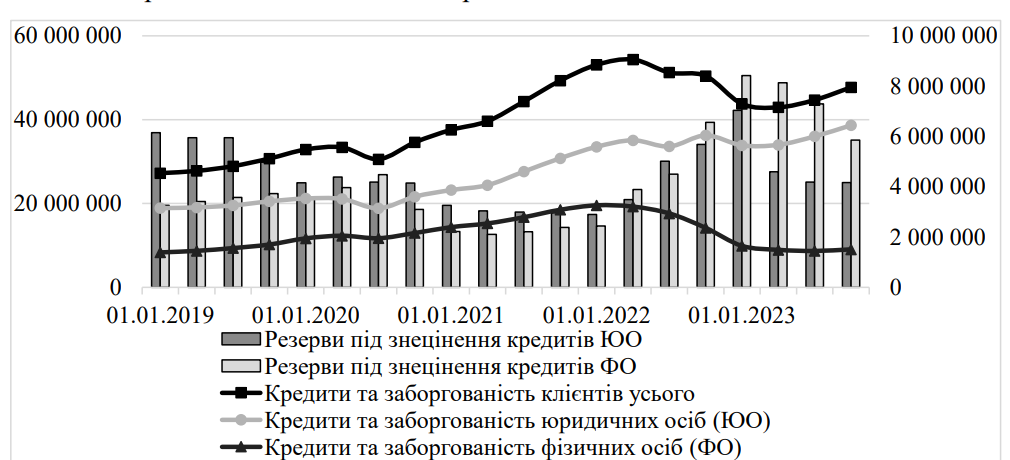 60 000 000 10 000 000
8 000 000
40 000 000
6 000 000
4 000 000
20 000 000
2 000 000
0 0
01.01.2019 01.01.2020 01.01.2021 01.01.2022 01.01.2023
Резерви під знецінення кредитів ЮО
Резерви під знецінення кредитів ФО
Кредити та заборгованість клієнтів усього
Кредити та заборгованість юридичних осіб (ЮО)
Кредити та заборгованість фізичних осіб (ФО)